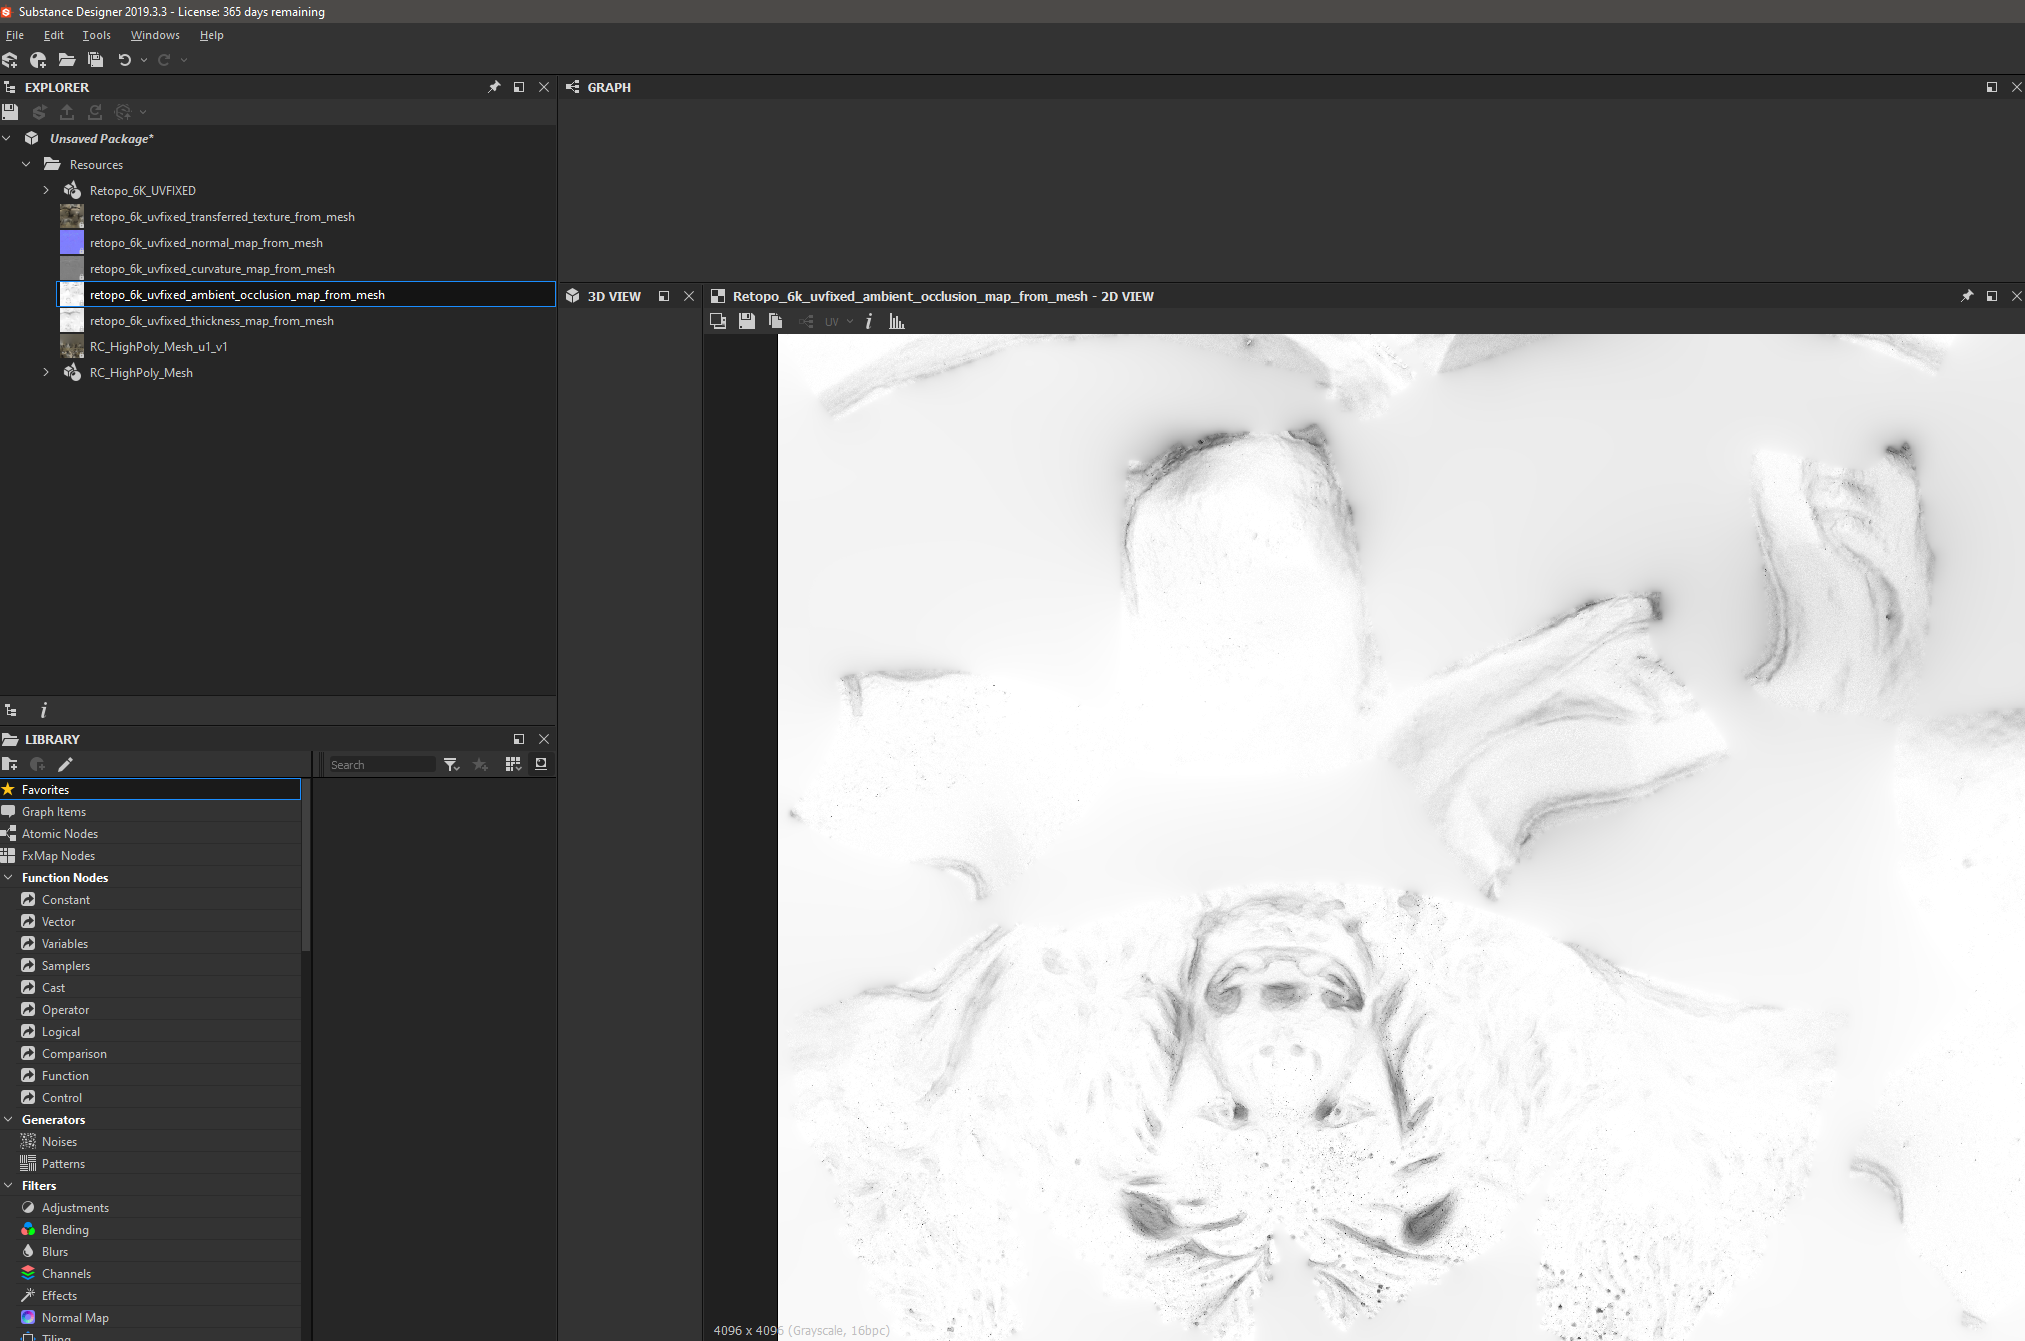 Substance Designer 2019.3.3 - License: 365 days remaining
File Edit Tools Windows Help
EXPLORER
Unsaved Package*
Resources
Retopo_6K_UVFIXED
retopo_6k_uvfixed_transferred_texture_from_mesh
retopo_6k_uvfixed_normal_map_from_mesh
retopo_6k_uvfixed_curvature_map_from_mesh
retopo_6k_uvfixed_ambient_occlusion_map_from_mesh
retopo_6k_uvfixed_thickness_map_from_mesh
RC_HighPoly_Mesh_u1_v1
RC_HighPoly_Mesh
LIBRARY
Search
Favorites
Graph Items
Atomic Nodes
FxMap Nodes
Function Nodes
Constant
Vector
Variables
Samplers
Cast
Operator
Logical
Comparison
Function
Control
Generators
Noises
Patterns
Filters
Adjustments
Blending
Blurs
Channels
Effects
Normal Map
Tiling
GRAPH
3D VIEW
Retopo_6k_uvfixed_ambient_occlusion_map_from_mesh - 2D VIEW
UV
4096 x 4096 (Grayscale, 16bpc)